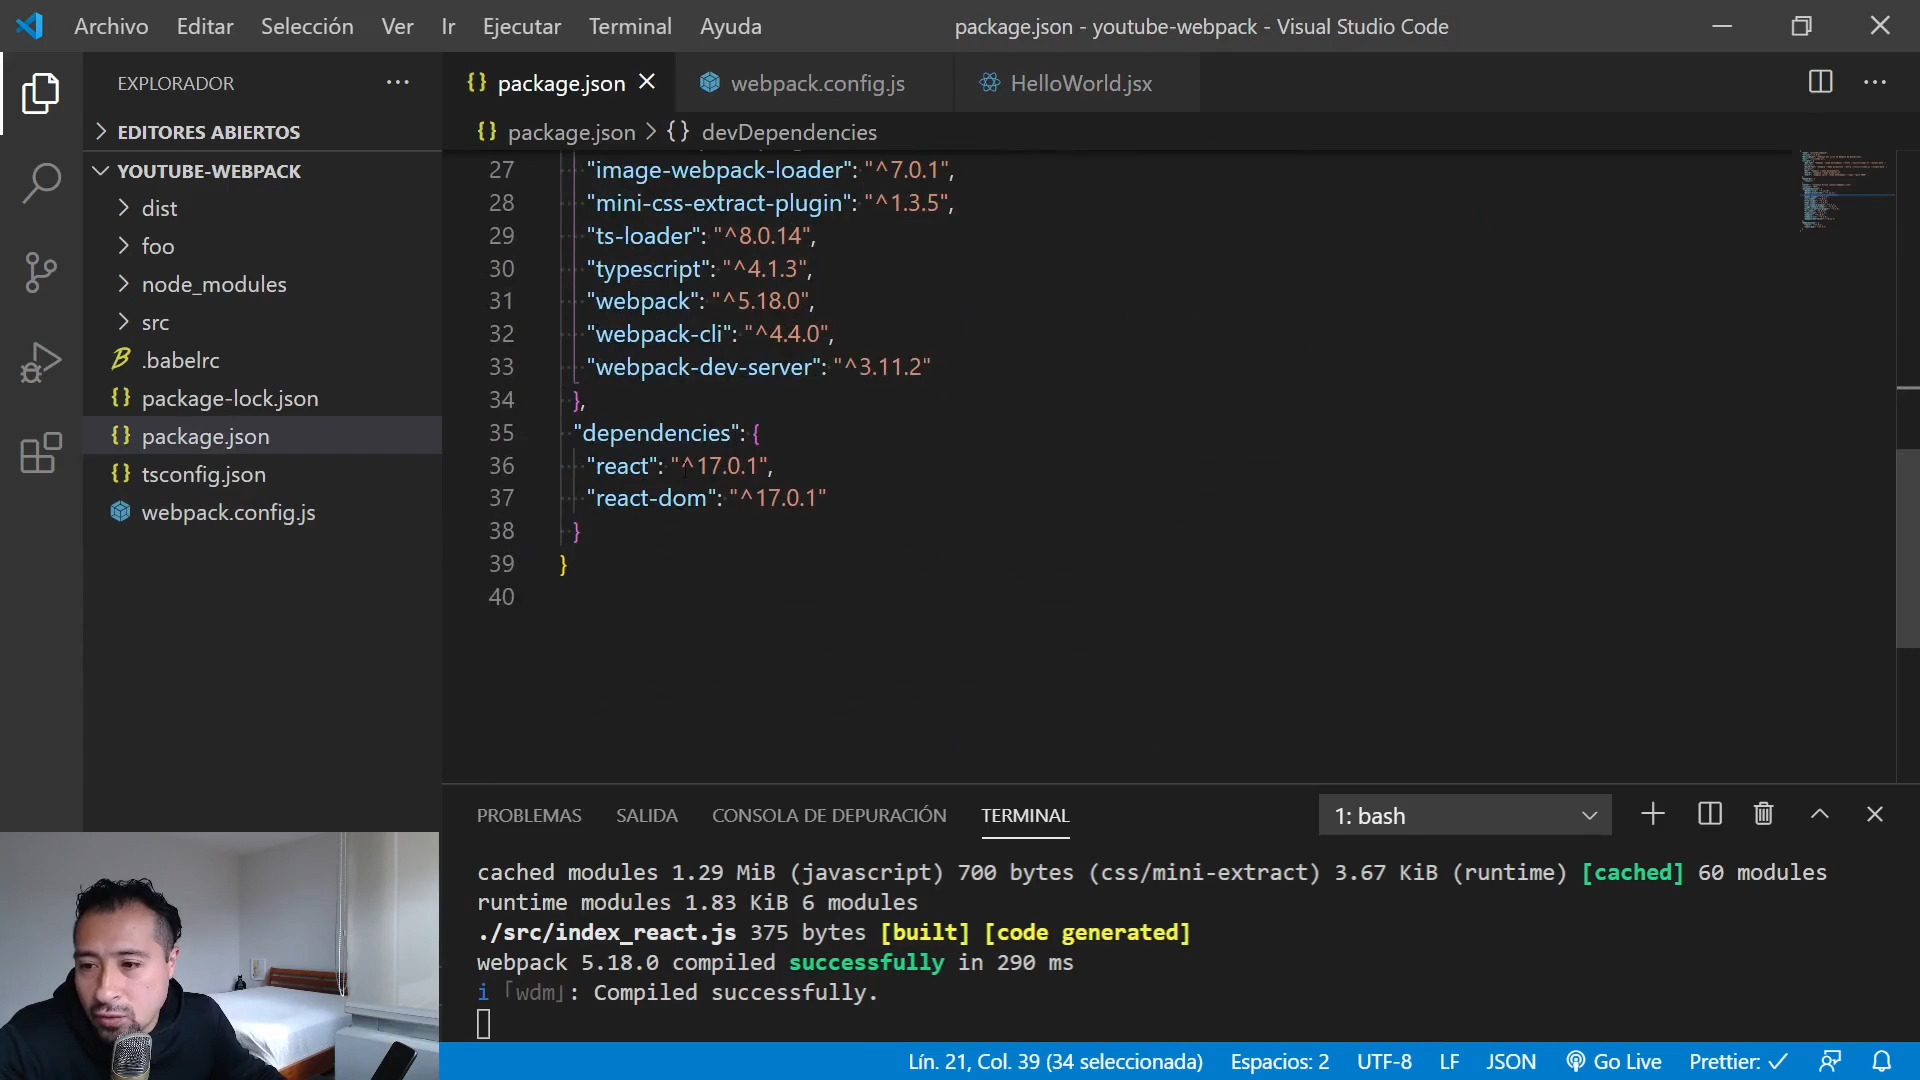 Archivo Editar Selección Ver Ir Ejecutar Terminal Ayuda package.json - youtube-webpack - Visual Studio Code
EXPLORADOR
EDITORES ABIERTOS
YOUTUBE-WEBPACK
dist
foo
node_modules
src
.babelrc
package-lock.json
package.json
tsconfig.json
webpack.config.js
package.json webpack.config.js HelloWorld.jsx
package.json > {} devDependencies
27 "image-webpack-loader": "^7.0.1",
28 "mini-css-extract-plugin": "^1.3.5",
29 "ts-loader": "^8.0.14",
30 "typescript": "^4.1.3",
31 "webpack": "^5.18.0",
32 "webpack-cli": "^4.4.0",
33 "webpack-dev-server": "^3.11.2"
34 },
35 "dependencies": {
36 "react": "^17.0.1",
37 "react-dom": "^17.0.1"
38 }
39 }
40
PROBLEMAS SALIDA CONSOLA DE DEPURACIÓN TERMINAL 1: bash
cached modules 1.29 MiB (javascript) 700 bytes (css/mini-extract) 3.67 KiB (runtime) [cached] 60 modules
runtime modules 1.83 KiB 6 modules
./src/index_react.js 375 bytes [built] [code generated]
webpack 5.18.0 compiled successfully in 290 ms
i ｢wdm｣: Compiled successfully.
Lín. 21, Col. 39 (34 seleccionada) Espacios: 2 UTF-8 LF JSON Go Live Prettier: ✓